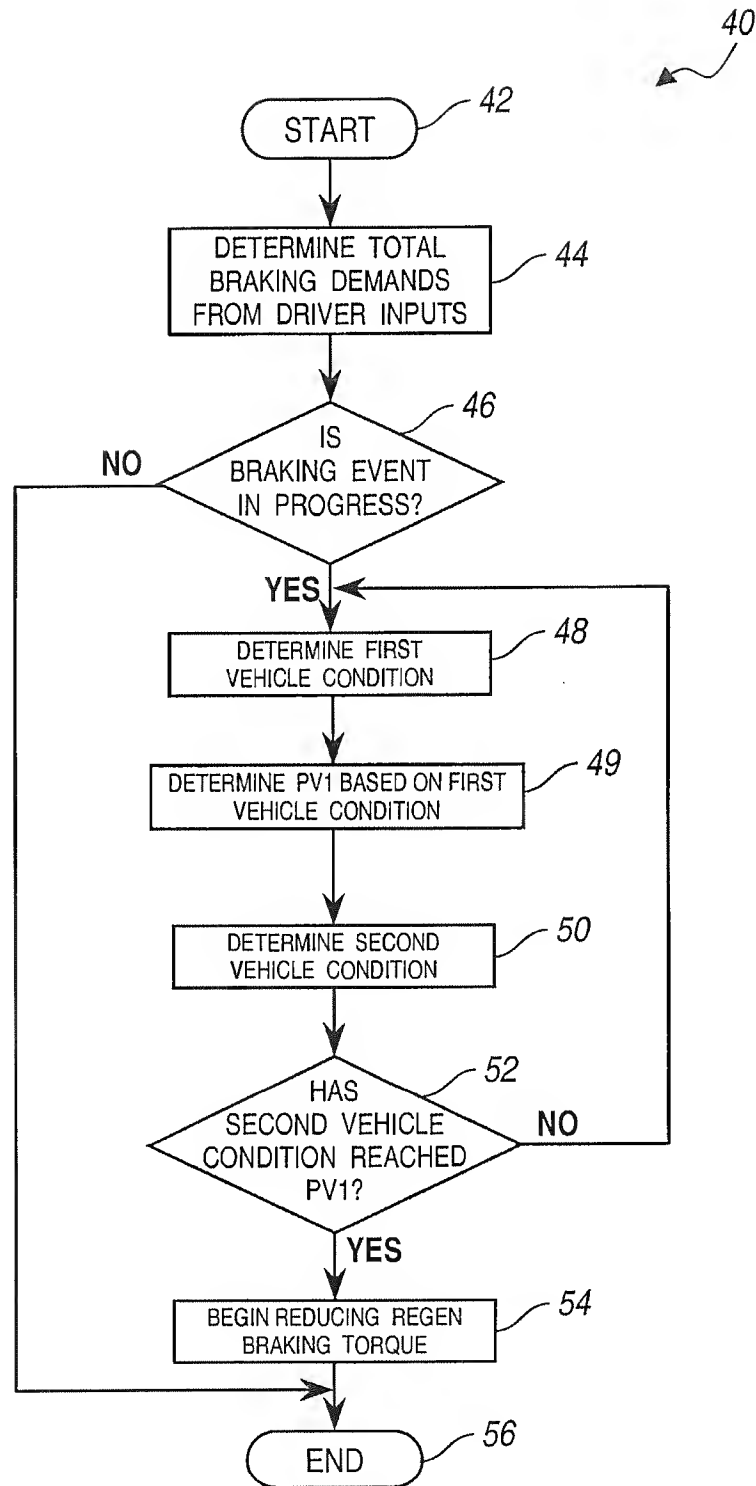 40
START
42
DETERMINE TOTAL
BRAKING DEMANDS
FROM DRIVER INPUTS
44
IS
BRAKING EVENT
IN PROGRESS?
46
NO
YES
DETERMINE FIRST
VEHICLE CONDITION
48
DETERMINE PV1 BASED ON FIRST
VEHICLE CONDITION
49
DETERMINE SECOND
VEHICLE CONDITION
50
HAS
SECOND VEHICLE
CONDITION REACHED
PV1?
52
NO
YES
BEGIN REDUCING REGEN
BRAKING TORQUE
54
END
56